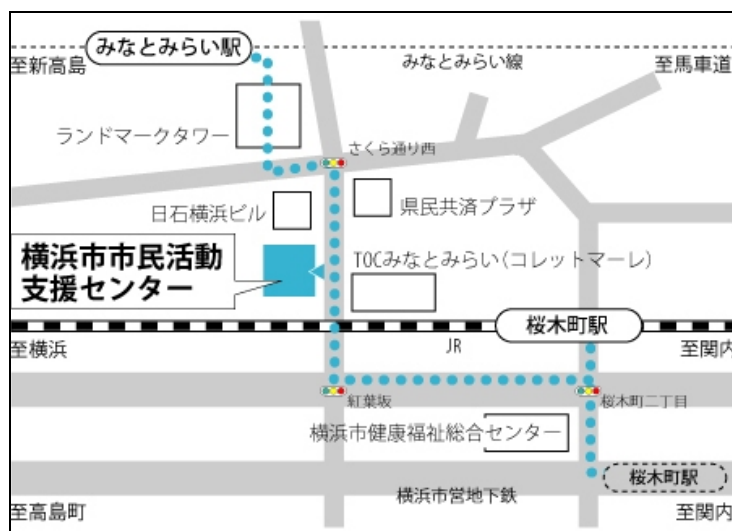 みなとみらい駅
至新高島
みなとみらい線
至馬車道
ランドマークタワー
さくら通り西
日石横浜ビル
県民共済プラザ
横浜市市民活動
支援センター
TOCみなとみらい(コレットマーレ)
桜木町駅
至横浜
JR
至関内
紅葉坂
桜木町二丁目
横浜市健康福祉総合センター
桜木町駅
横浜市営地下鉄
至高島町
至関内